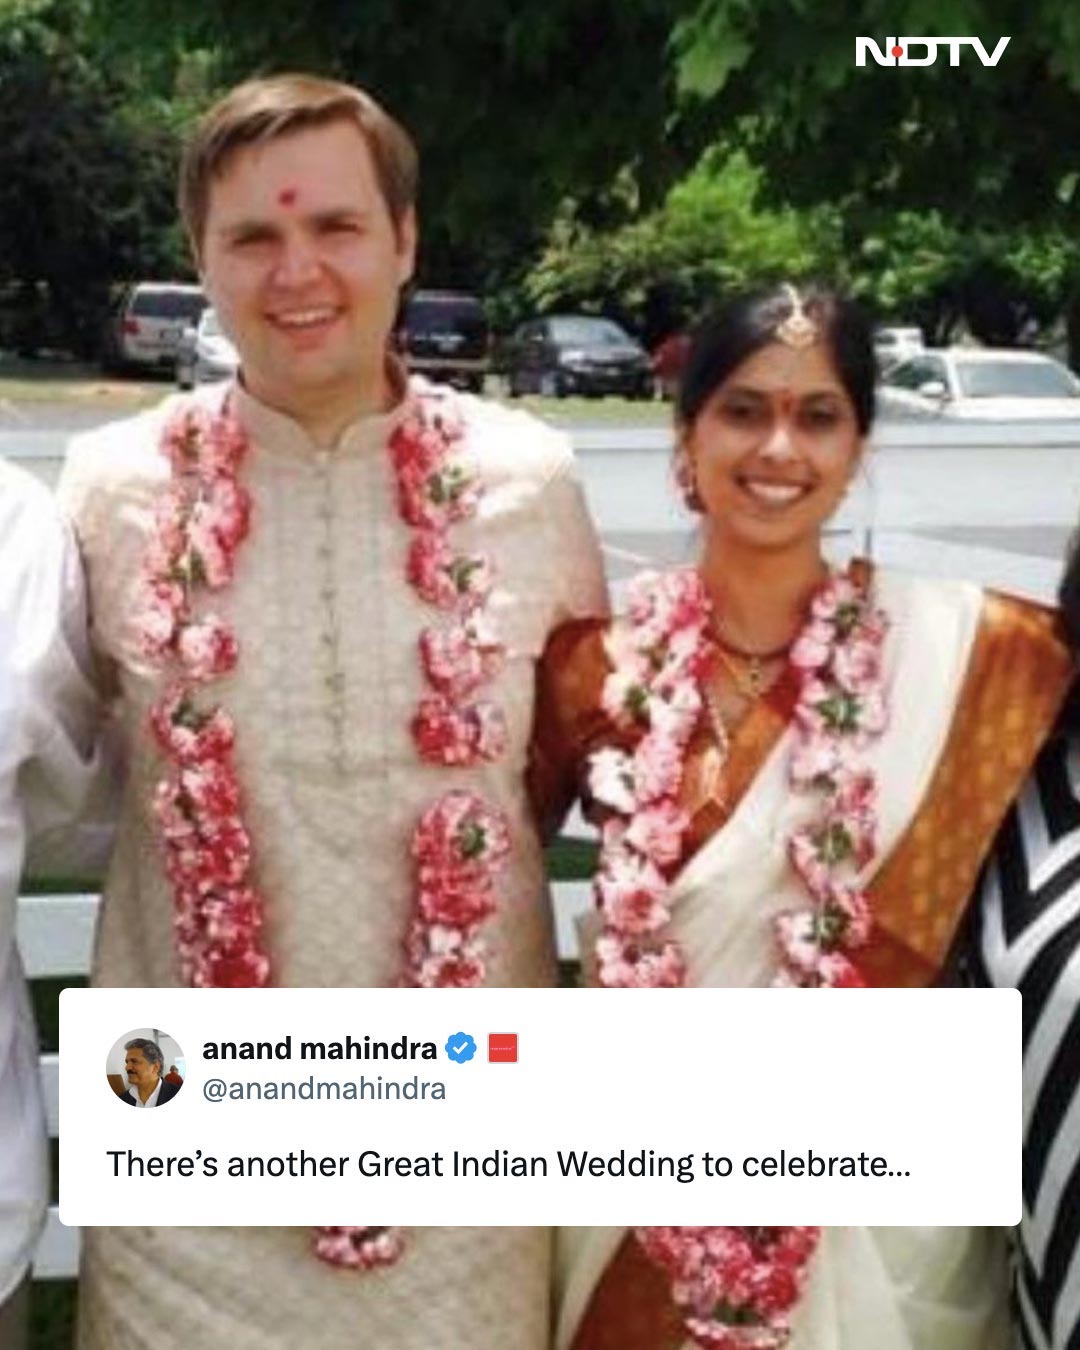 NDTV
anand mahindra
@anandmahindra
There’s another Great Indian Wedding to celebrate...